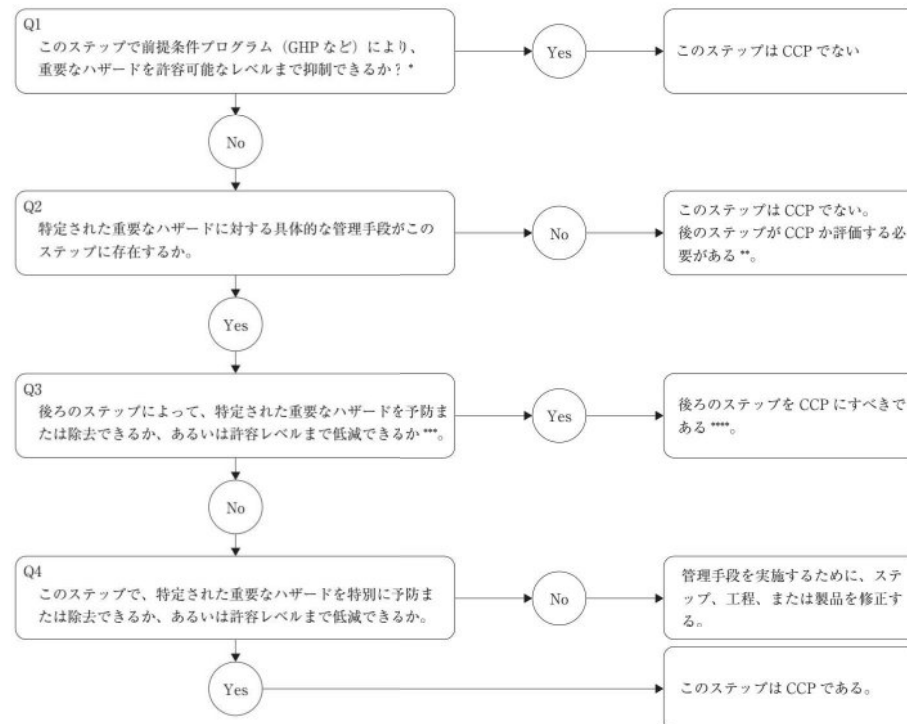 Q1
このステップで前提条件プログラム（GHP など）により、
重要なハザードを許容可能なレベルまで抑制できるか？ *
Yes
このステップは CCP でない
No
Q2
特定された重要なハザードに対する具体的な管理手段がこの
ステップに存在するか。
No
このステップは CCP でない。
後のステップが CCP か評価する必
要がある **。
Yes
Q3
後ろのステップによって、特定された重要なハザードを予防ま
たは除去できるか、あるいは許容レベルまで低減できるか ***。
Yes
後ろのステップを CCP にすべきで
ある ****。
No
Q4
このステップで、特定された重要なハザードを特別に予防ま
たは除去できるか、あるいは許容レベルまで低減できるか。
No
管理手段を実施するために、ステ
ップ、工程、または製品を修正す
る。
Yes
このステップは CCP である。